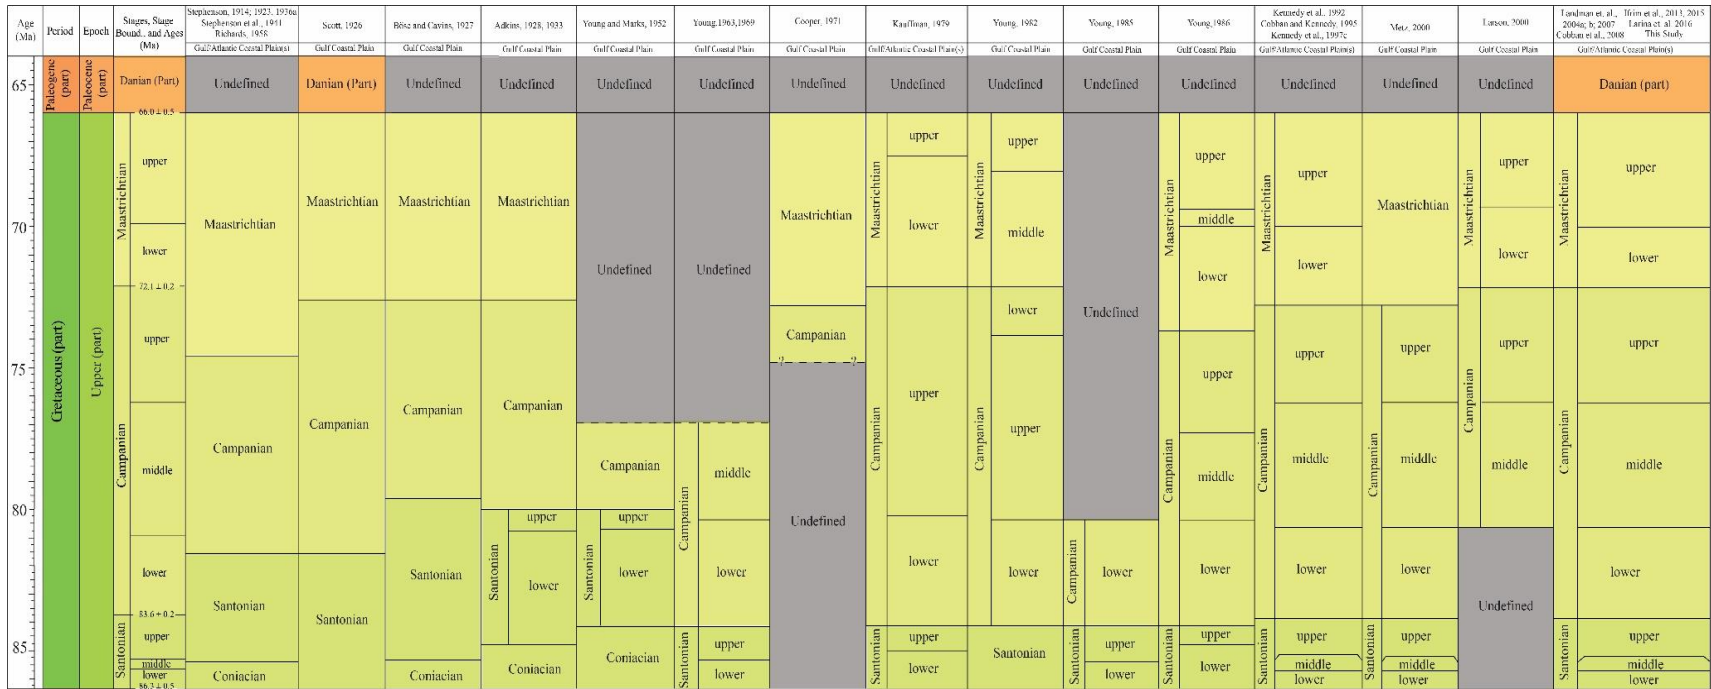 Age
(Ma)
Period
Epoch
Stages, Stage
Bound., and Ages
(Ma)
Stephenson, 1914; 1923, 1936a
Stephenson et al., 1941
Richards, 1958
Gulf/Atlantic Coastal Plain(s)
Scott, 1926
Gulf Coastal Plain
Böse and Cavins, 1927
Gulf Coastal Plain
Adkins, 1928, 1933
Gulf Coastal Plain
Young and Marks, 1952
Gulf Coastal Plain
Young,1963,1969
Gulf Coastal Plain
Cooper, 1971
Gulf Coastal Plain
Kauffman, 1979
Gulf/Atlantic Coastal Plain(s)
Young, 1982
Gulf Coastal Plain
Young, 1985
Gulf Coastal Plain
Young,1986
Gulf Coastal Plain
Kennedy et al., 1992
Cobban and Kennedy, 1995
Kennedy et al., 1997c
Gulf/Atlantic Coastal Plain(s)
Metz, 2000
Gulf Coastal Plain
Larson, 2000
Gulf Coastal Plain
Landman et. al.,
2004a; b; 2007
Cobban et al., 2008
Ifrim et al., 2013, 2015
Larina et al. 2016
This Study
Gulf/Atlantic Coastal Plain(s)
65
70
75
80
85
Paleogene
(part)
Cretaceous (part)
Paleocene
(part)
Upper (part)
Danian (Part)
66.0 ± 0.5
Maastrichtian
upper
lower
72.1 ± 0.2
Campanian
upper
middle
lower
83.6 ± 0.2
Santonian
upper
middle
lower
86.3 ± 0.5
Undefined
Maastrichtian
Campanian
Santonian
Coniacian
Danian (Part)
Maastrichtian
Campanian
Santonian
Undefined
Maastrichtian
Campanian
Santonian
Coniacian
Undefined
Maastrichtian
Campanian
Santonian
upper
lower
Coniacian
Undefined
Undefined
Campanian
Santonian
upper
lower
Coniacian
Undefined
Undefined
Campanian
middle
lower
Santonian
upper
lower
Undefined
Maastrichtian
Campanian
? ?
Undefined
Undefined
Maastrichtian
upper
lower
Campanian
upper
lower
Santonian
upper
lower
Undefined
Maastrichtian
upper
middle
lower
Campanian
upper
lower
Santonian
Undefined
Undefined
Campanian
lower
Santonian
upper
lower
Undefined
Maastrichtian
upper
middle
lower
Campanian
upper
middle
lower
Santonian
upper
lower
Undefined
Maastrichtian
upper
lower
Campanian
upper
middle
lower
Santonian
upper
middle
lower
Undefined
Maastrichtian
Campanian
upper
middle
lower
Santonian
upper
middle
lower
Undefined
Maastrichtian
upper
lower
Campanian
upper
middle
Undefined
Danian (part)
Maastrichtian
upper
lower
Campanian
upper
middle
lower
Santonian
upper
middle
lower